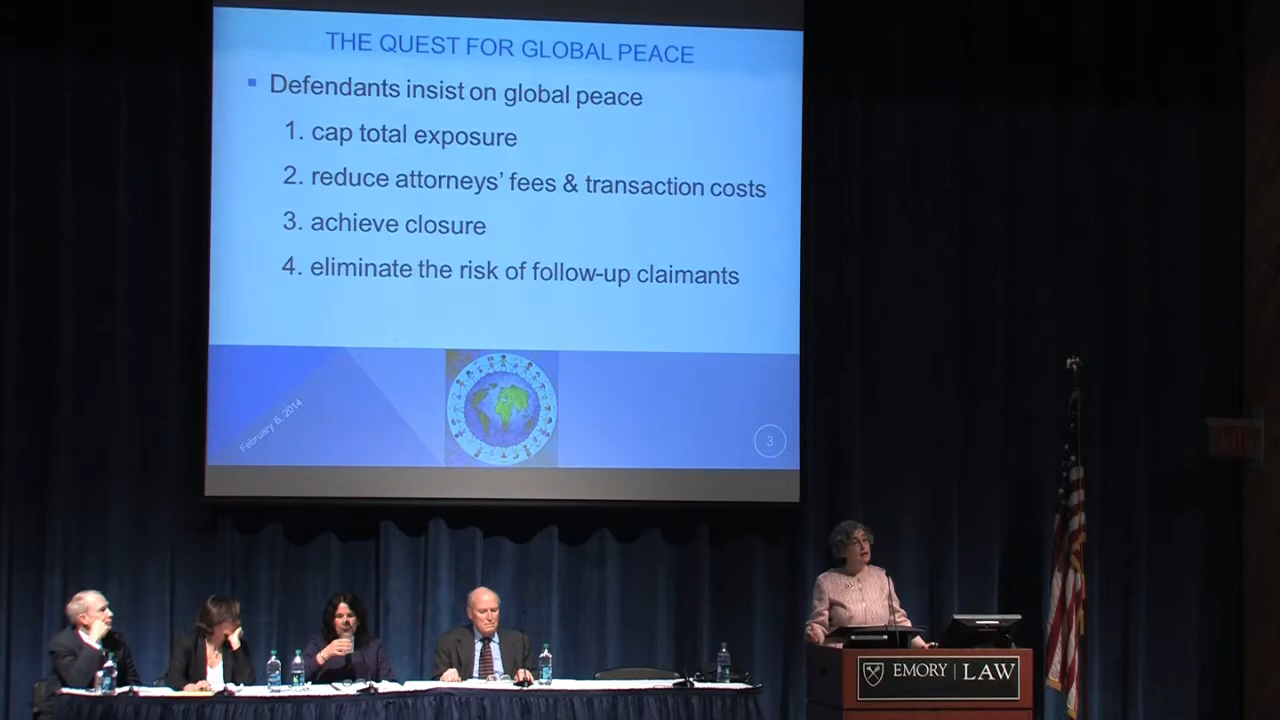 THE QUEST FOR GLOBAL PEACE
▪ Defendants insist on global peace
1. cap total exposure
2. reduce attorneys' fees & transaction costs
3. achieve closure
4. eliminate the risk of follow-up claimants
February 6, 2014
3
EMORY | LAW